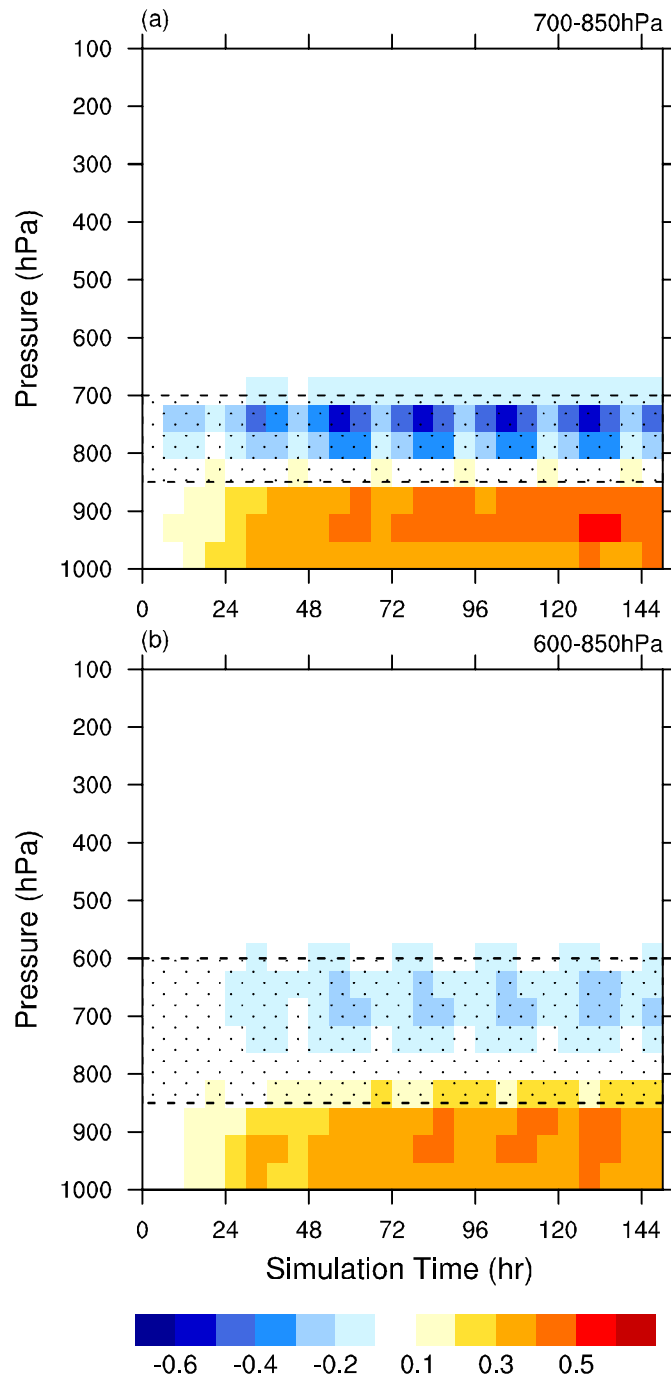 (a) 700-850hPa
100
200
300
400
500
600
700
800
900
1000
Pressure (hPa)
0 24 48 72 96 120 144
(b) 600-850hPa
100
200
300
400
500
600
700
800
900
1000
Pressure (hPa)
0 24 48 72 96 120 144
Simulation Time (hr)
-0.6 -0.4 -0.2 0.1 0.3 0.5